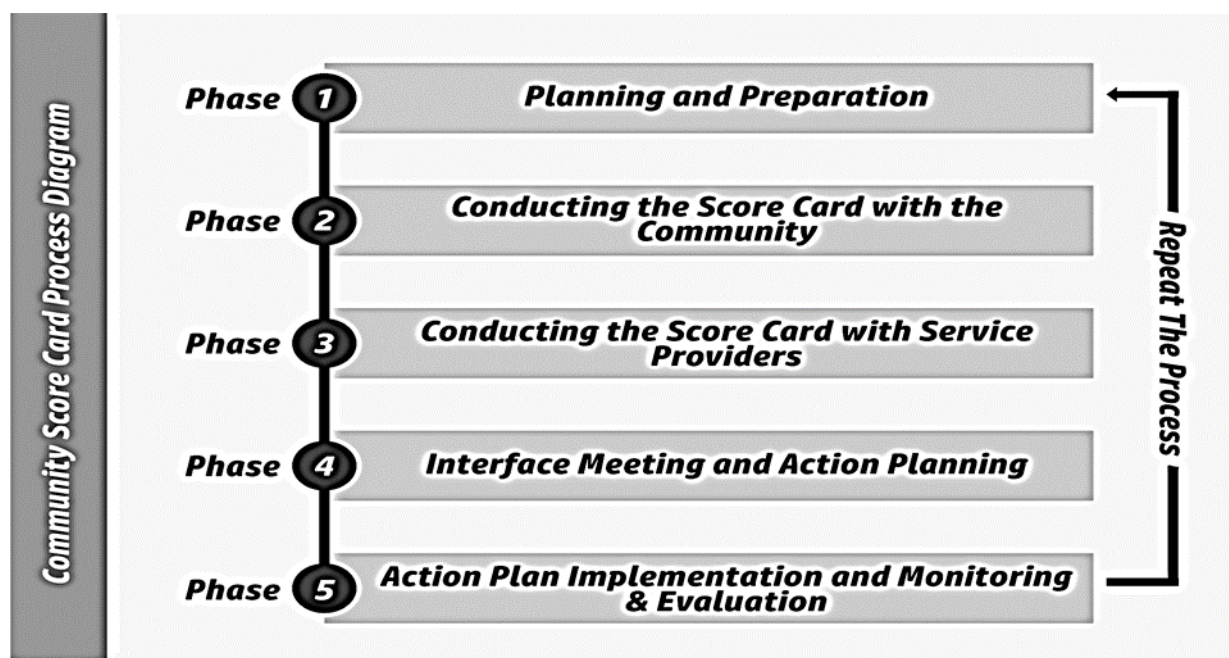 Community Score Card Process Diagram
Phase 1 Planning and Preparation
Phase 2 Conducting the Score Card with the
Community
Phase 3 Conducting the Score Card with Service
Providers
Phase 4 Interface Meeting and Action Planning
Phase 5 Action Plan Implementation and Monitoring
& Evaluation
Repeat The Process